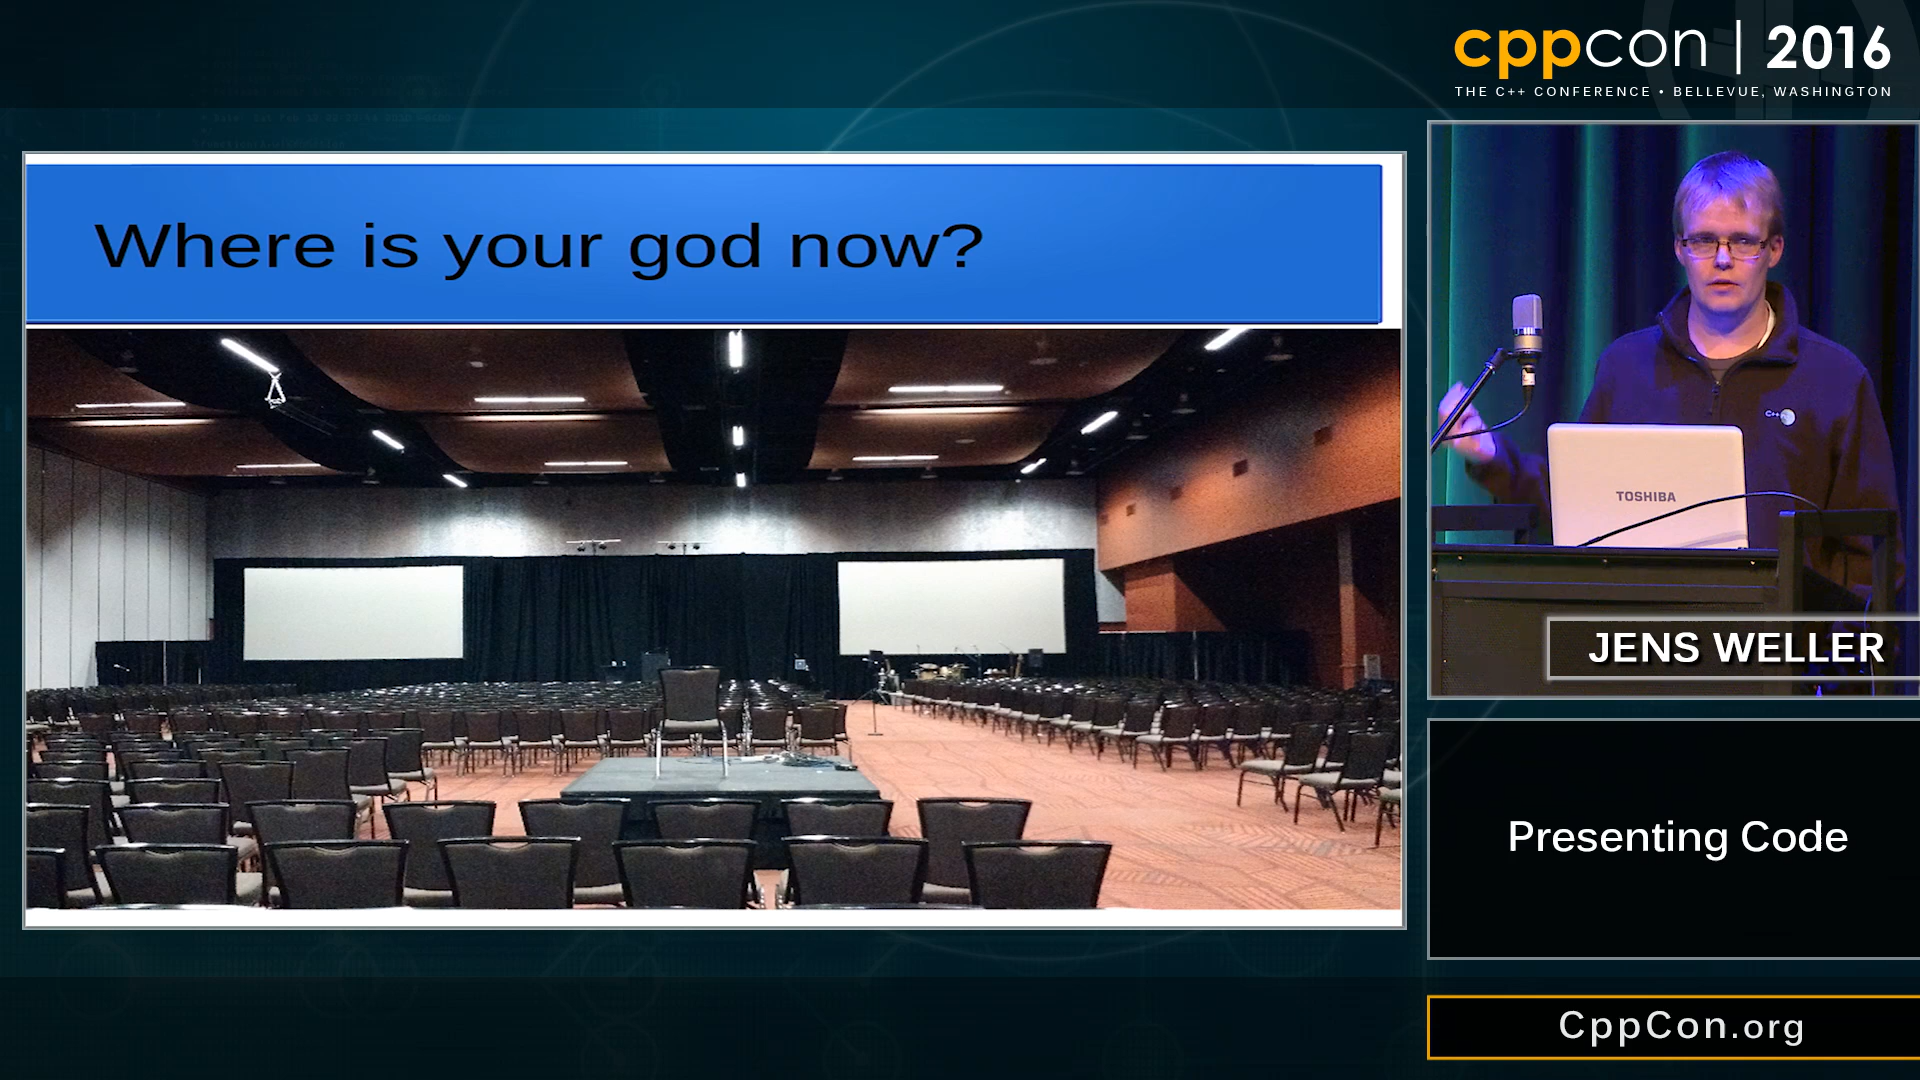 cppcon | 2016
THE C++ CONFERENCE • BELLEVUE, WASHINGTON
Where is your god now?
C++
TOSHIBA
JENS WELLER
Presenting Code
CppCon.org